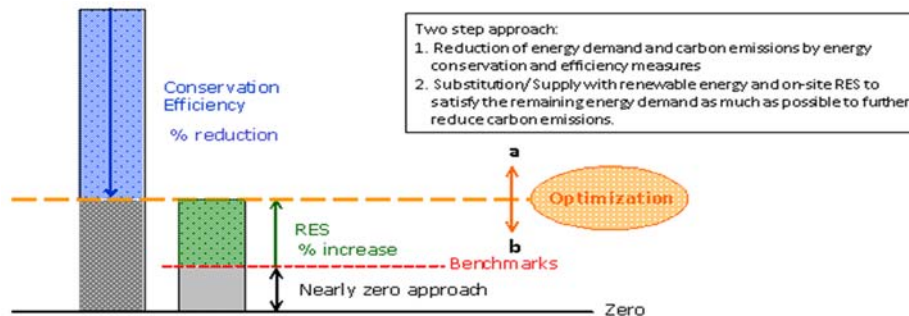 Two step approach:
1. Reduction of energy demand and carbon emissions by energy
conservation and efficiency measures
2. Substitution/Supply with renewable energy and on-site RES to
satisfy the remaining energy demand as much as possible to further
reduce carbon emissions.
Conservation
Efficiency
% reduction
a
Optimization
b
RES
% increase
Benchmarks
Nearly zero approach
Zero